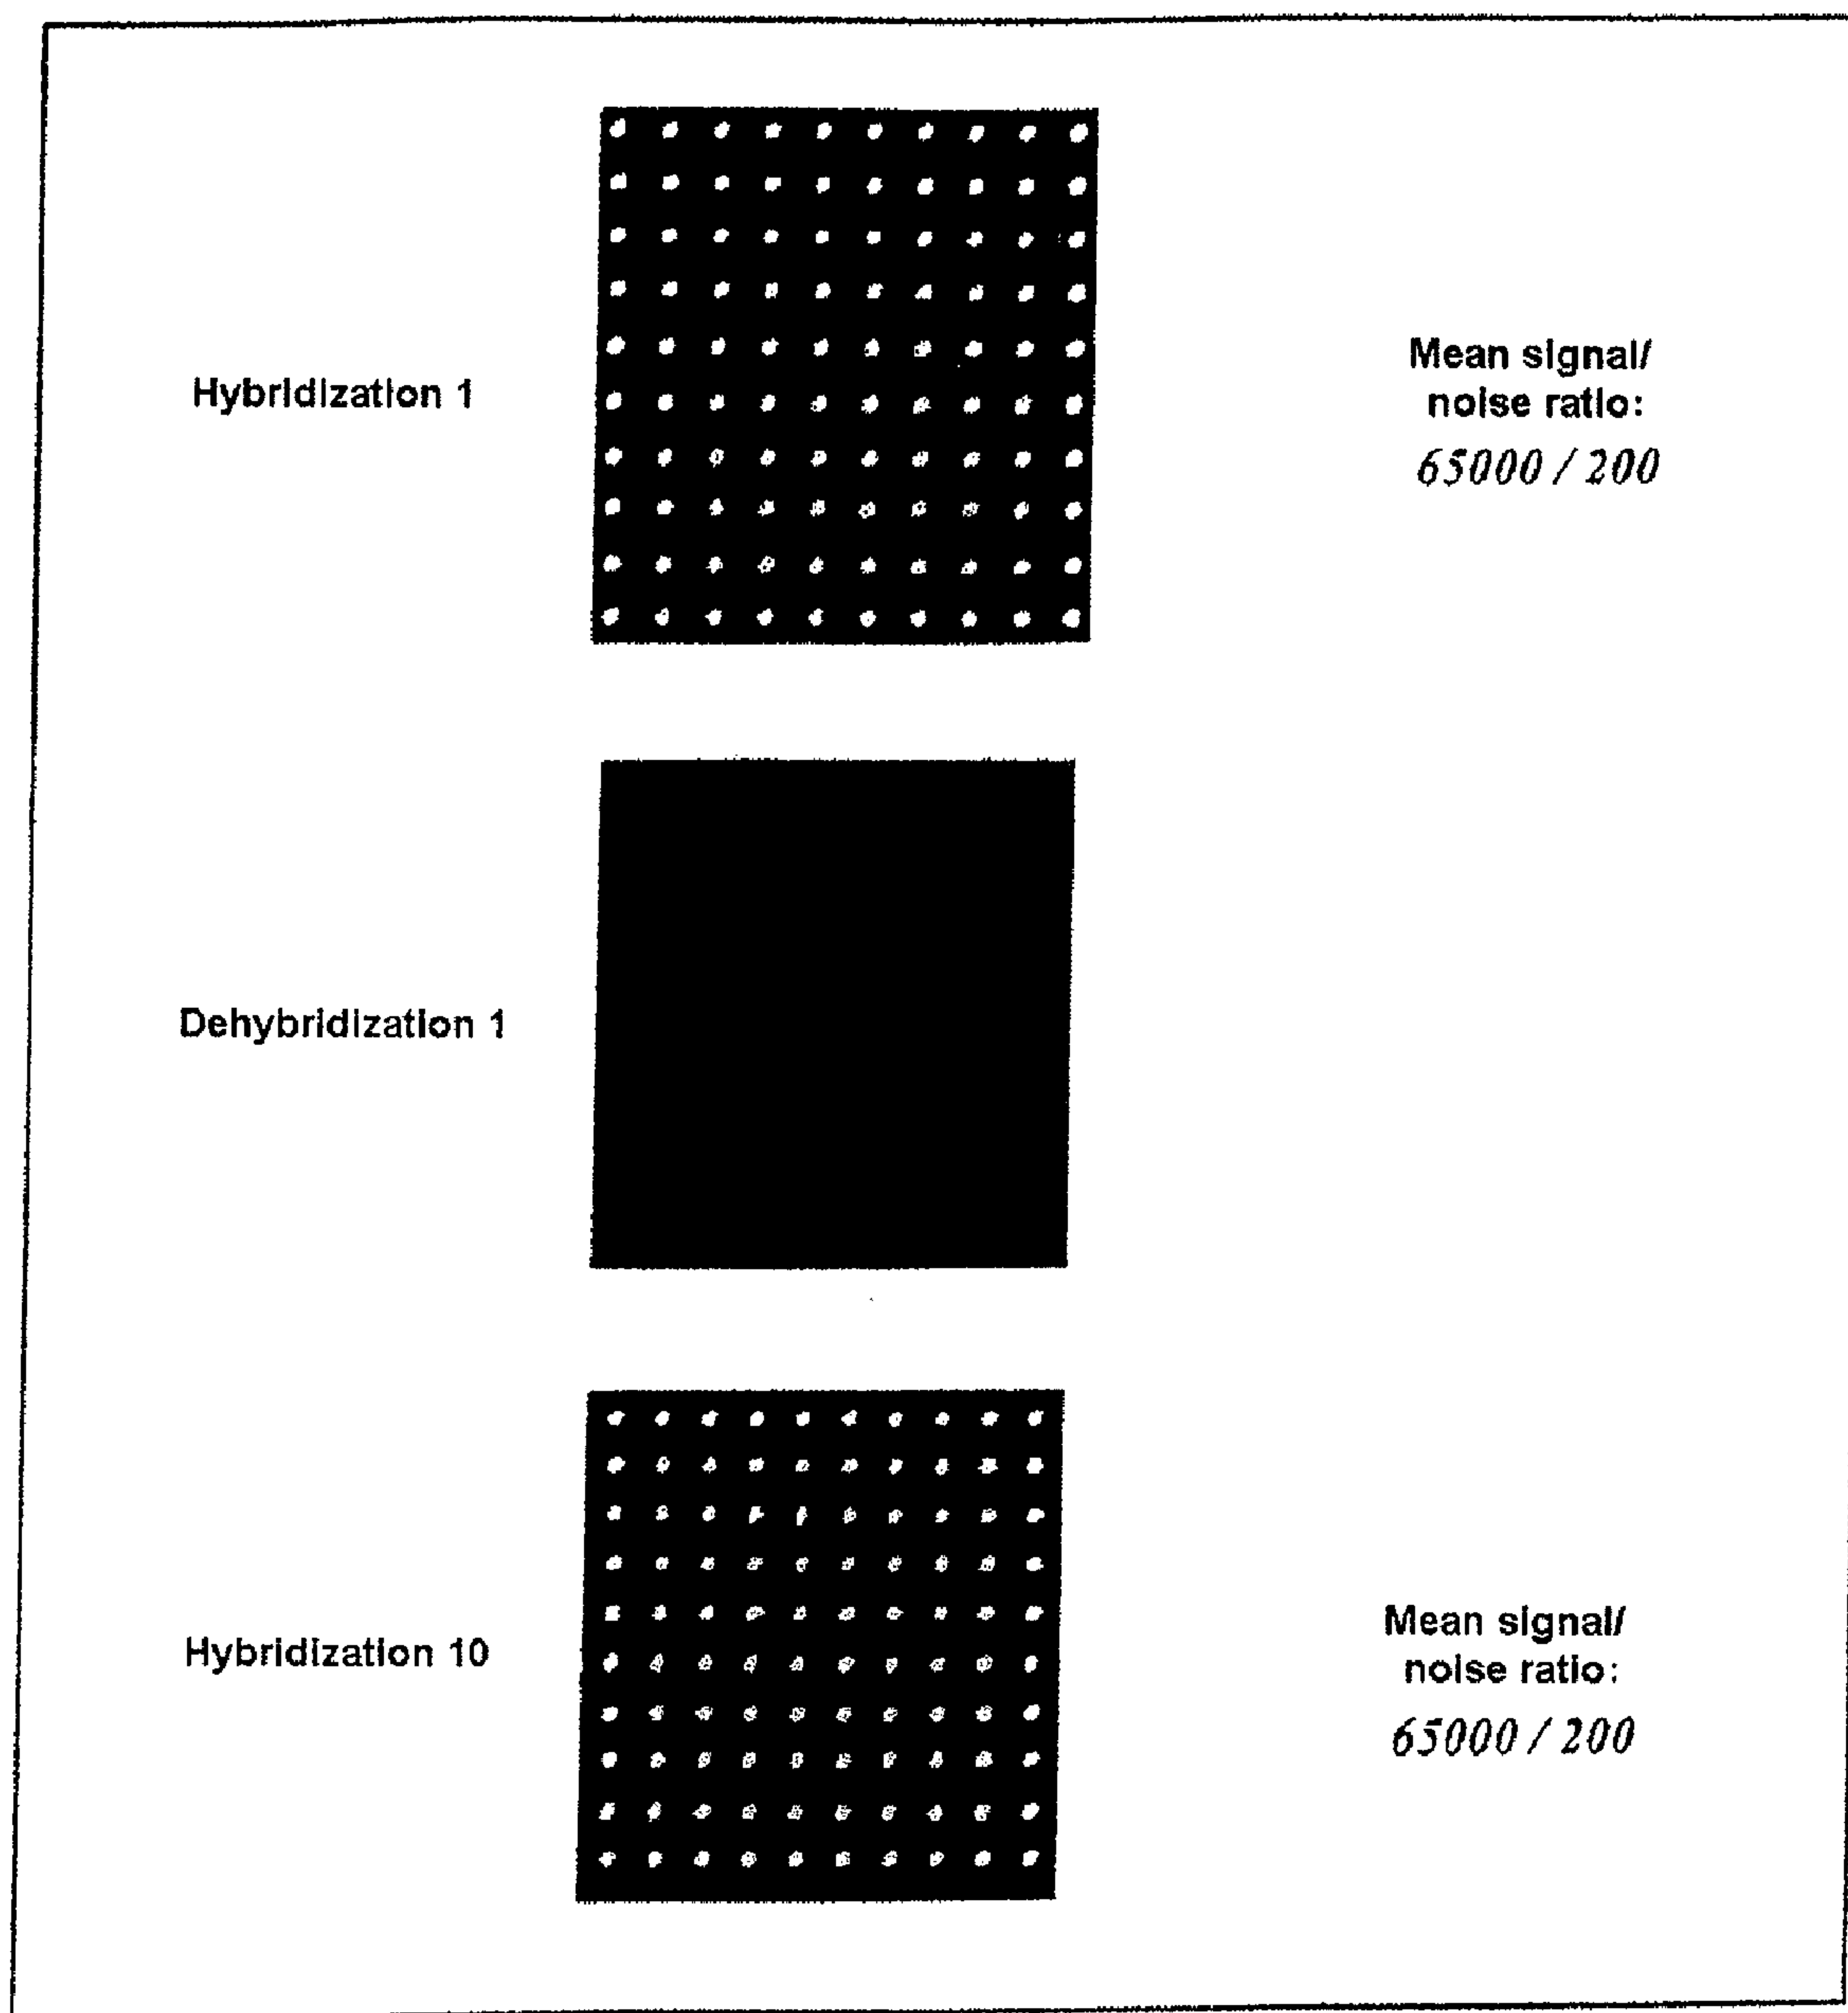 Hybridization 1
Mean signal/
noise ratio:
65000 / 200
Dehybridization 1
Hybridization 10
Mean signal/
noise ratio:
65000 / 200